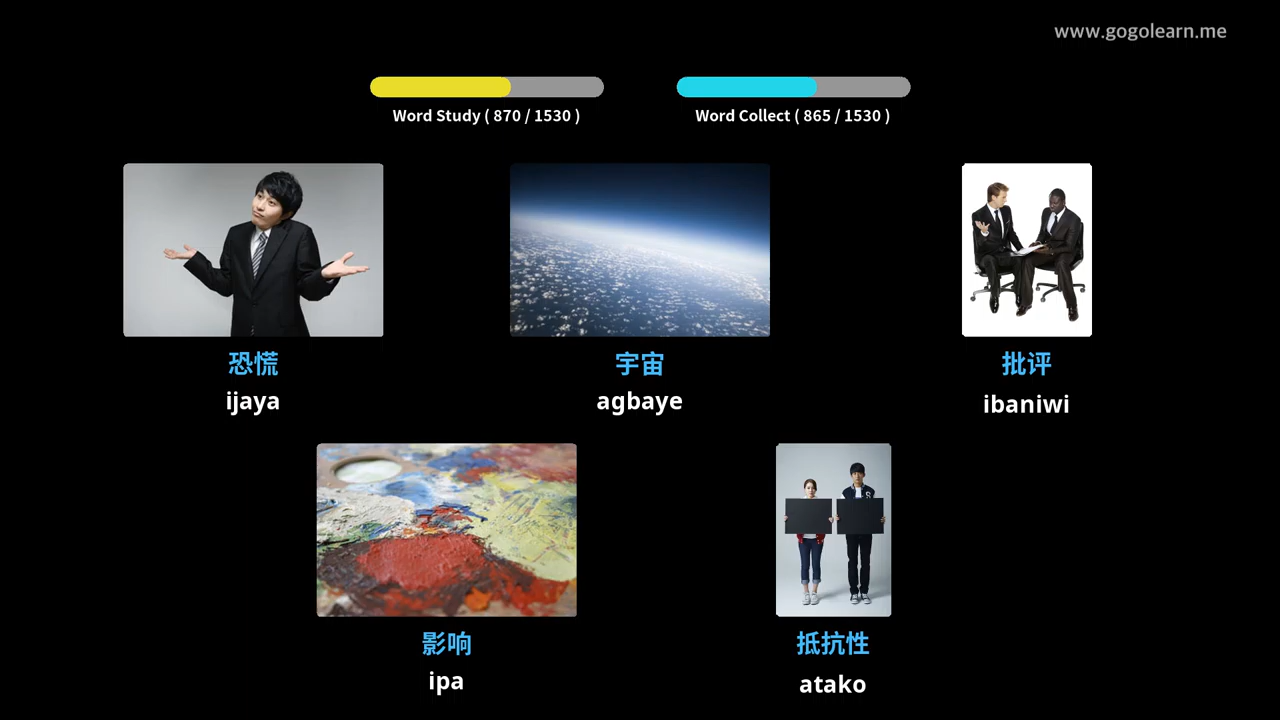 www.gogolearn.me
Word Study ( 870 / 1530 )
Word Collect ( 865 / 1530 )
恐慌
ijaya
宇宙
agbaye
批评
ibaniwi
影响
ipa
抵抗性
atako